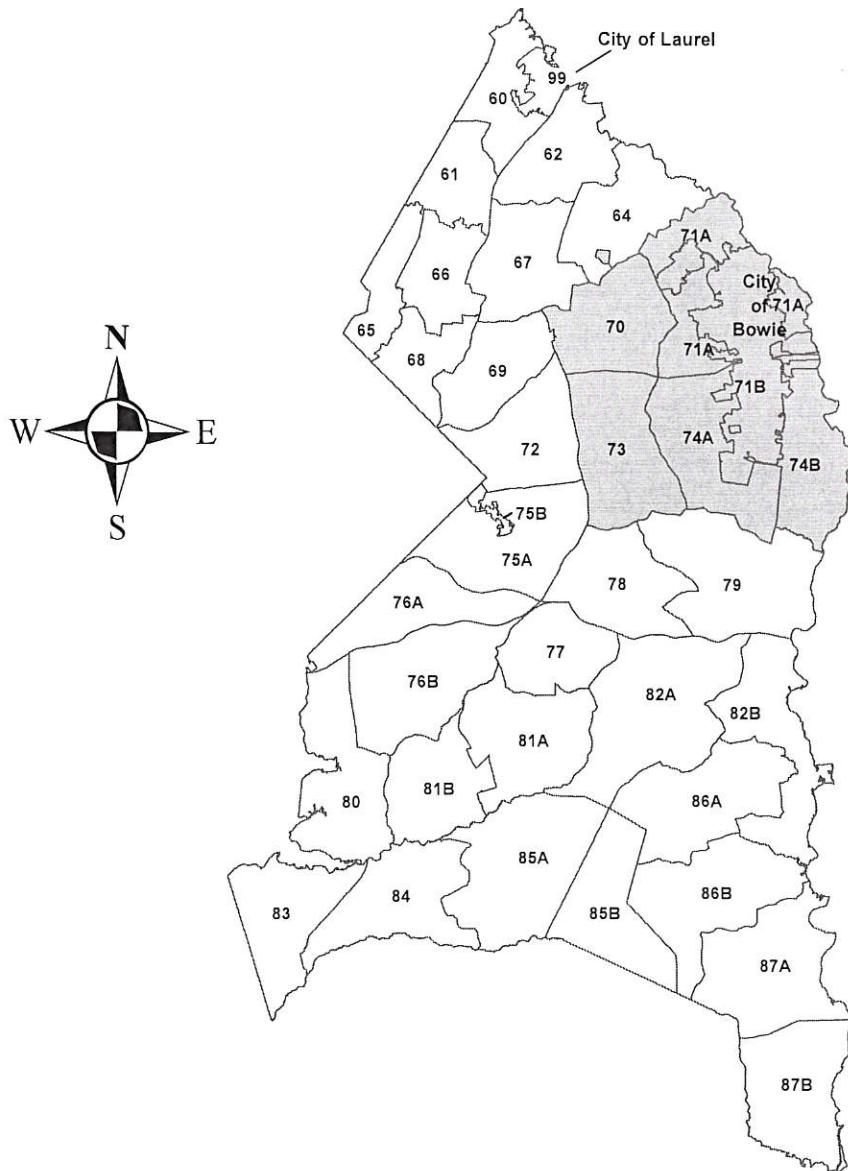 City of Laurel
99
60
62
61
64
71A
66
67
City
of 71A
Bowie
65
70
68
69
71A
71B
72
73
74A
74B
75B
75A
78
79
76A
77
76B
82A
82B
81A
80
81B
86A
85A
86B
84
83
85B
87A
87B
N
W
E
S